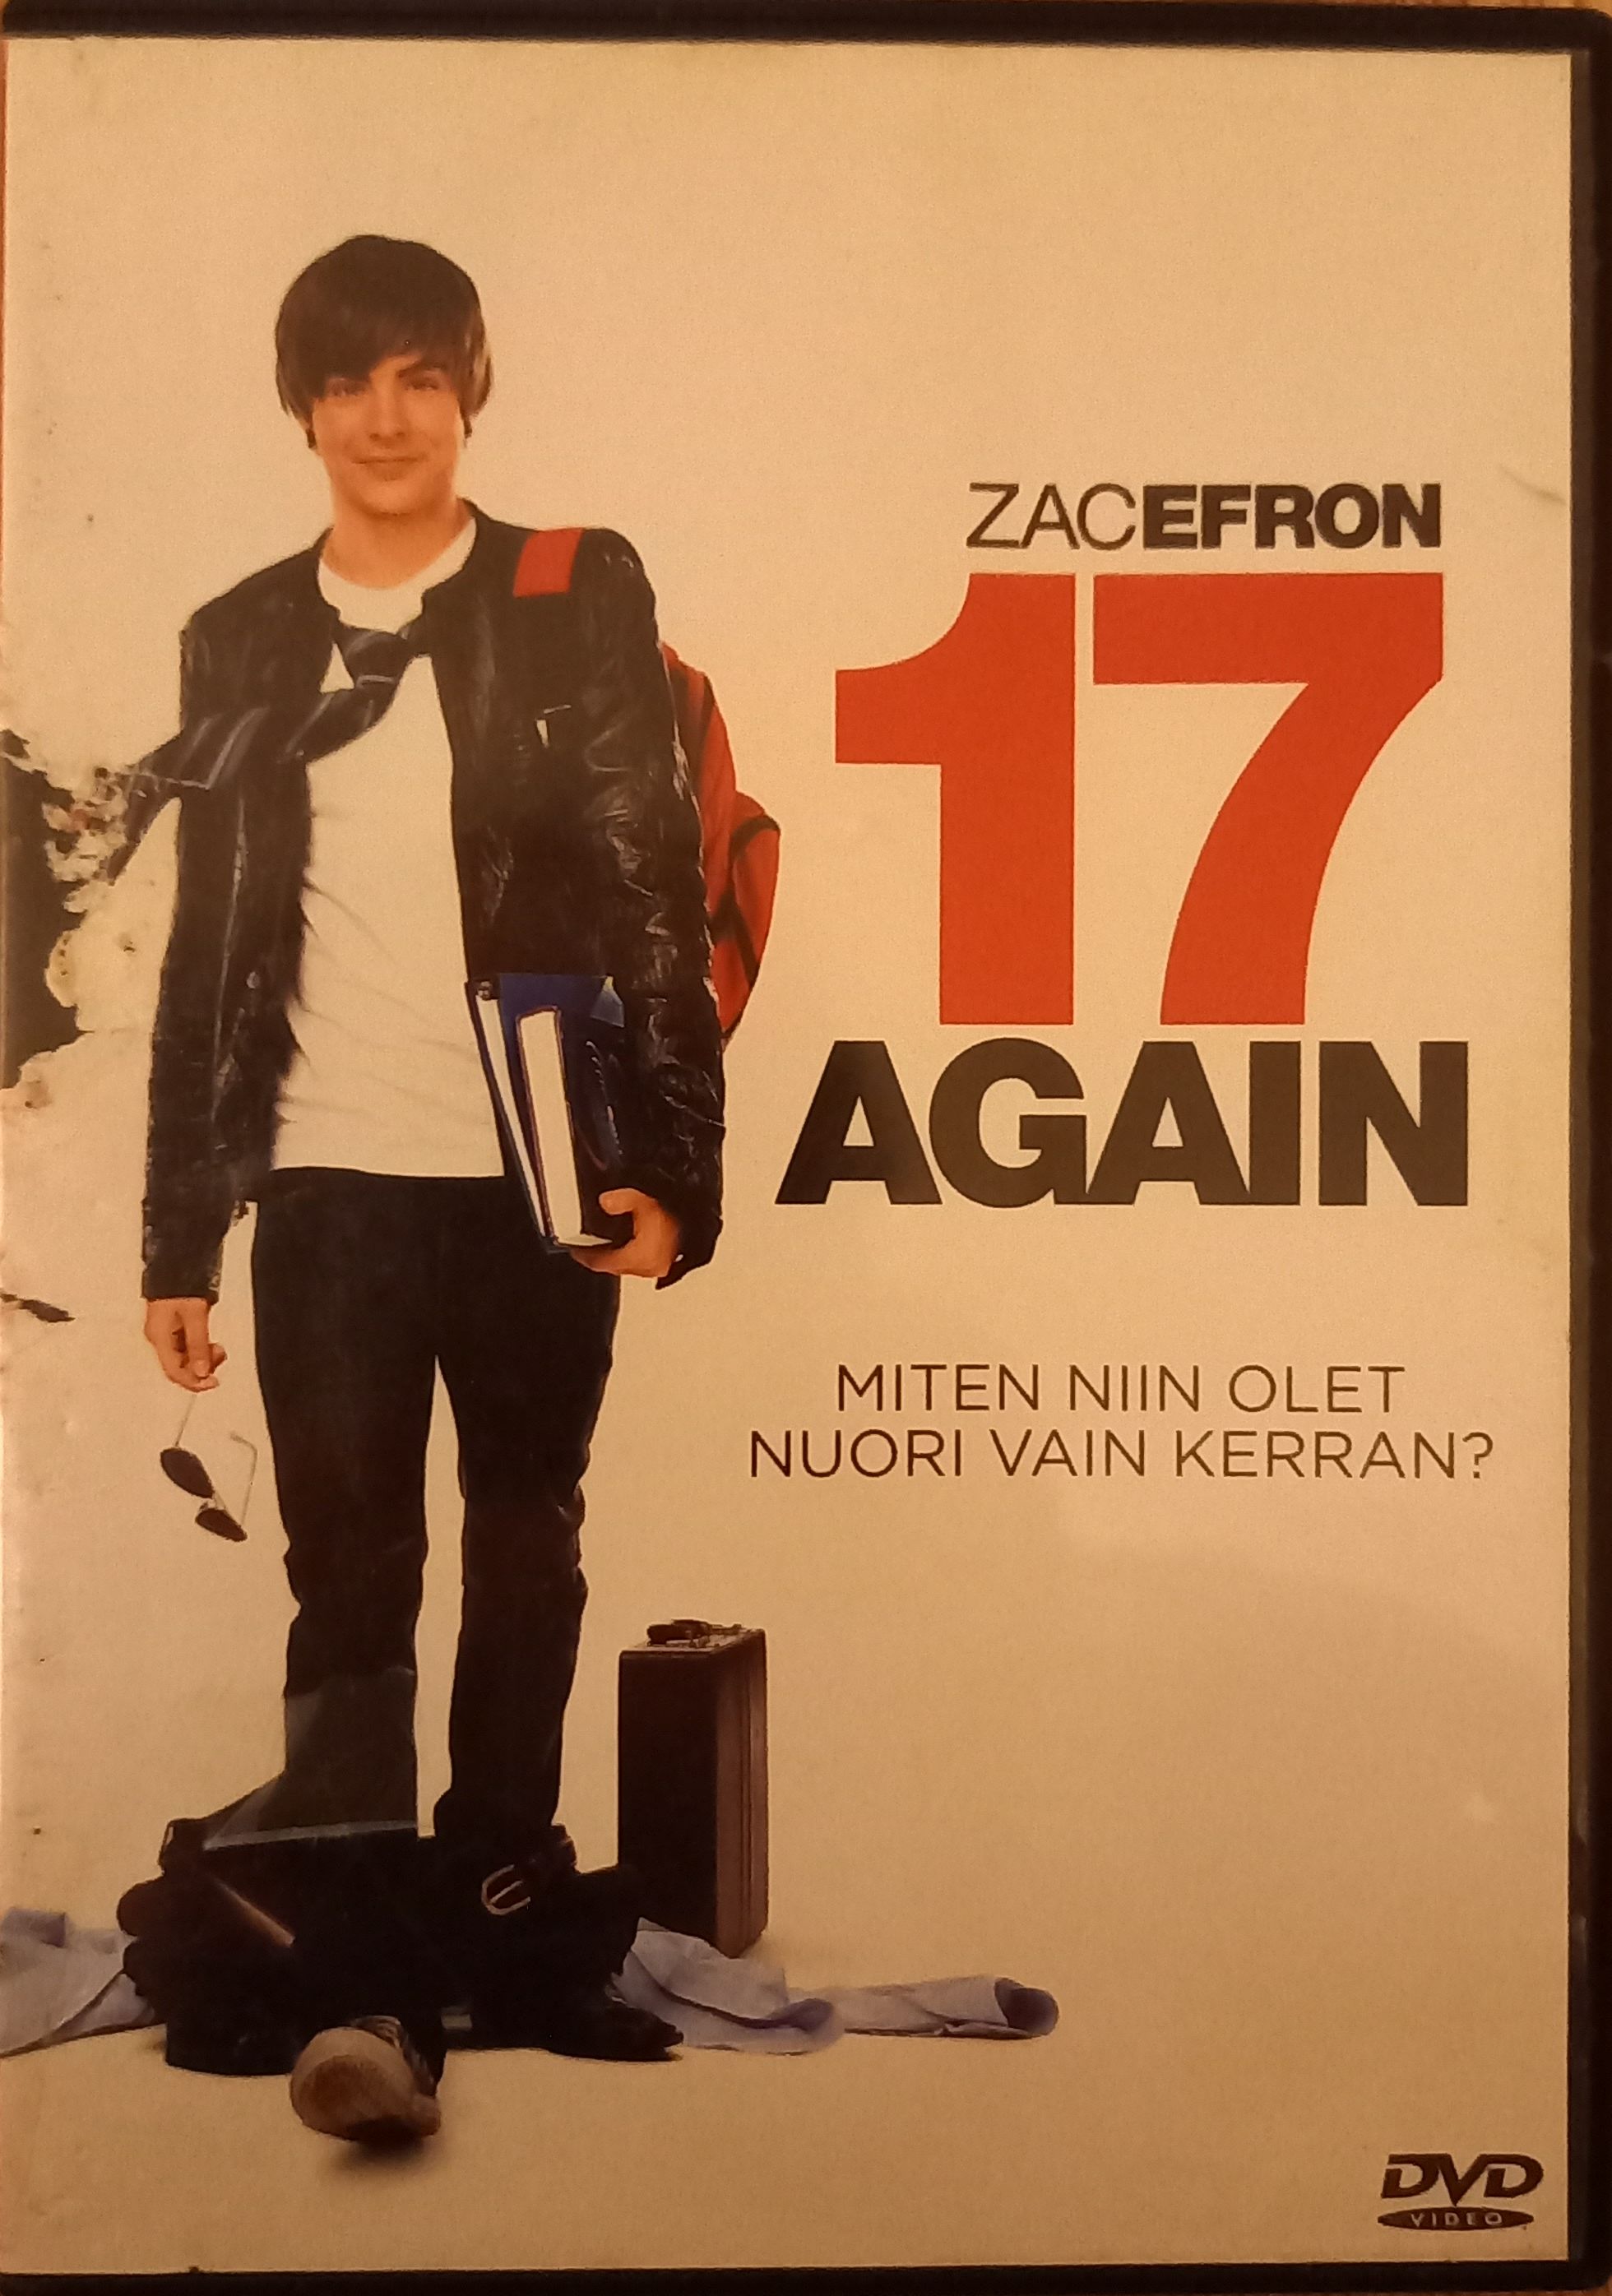 ZACEFRON
17
AGAIN
MITEN NIIN OLET
NUORI VAIN KERRAN?
DVD
VIDEO